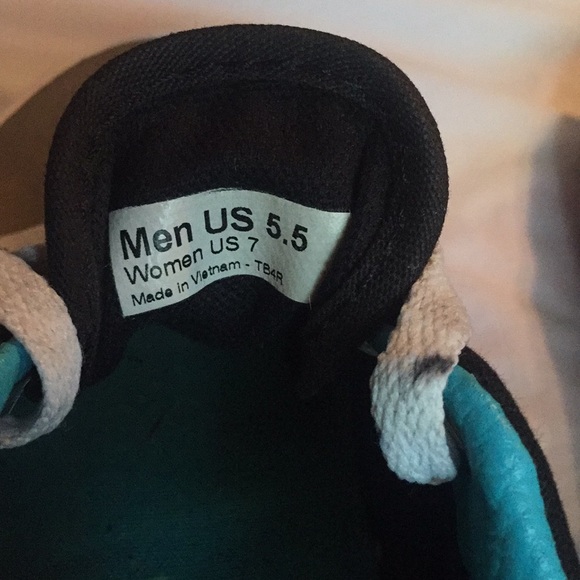 Men US 5.5
Women US 7
Made in Vietnam - TB4R